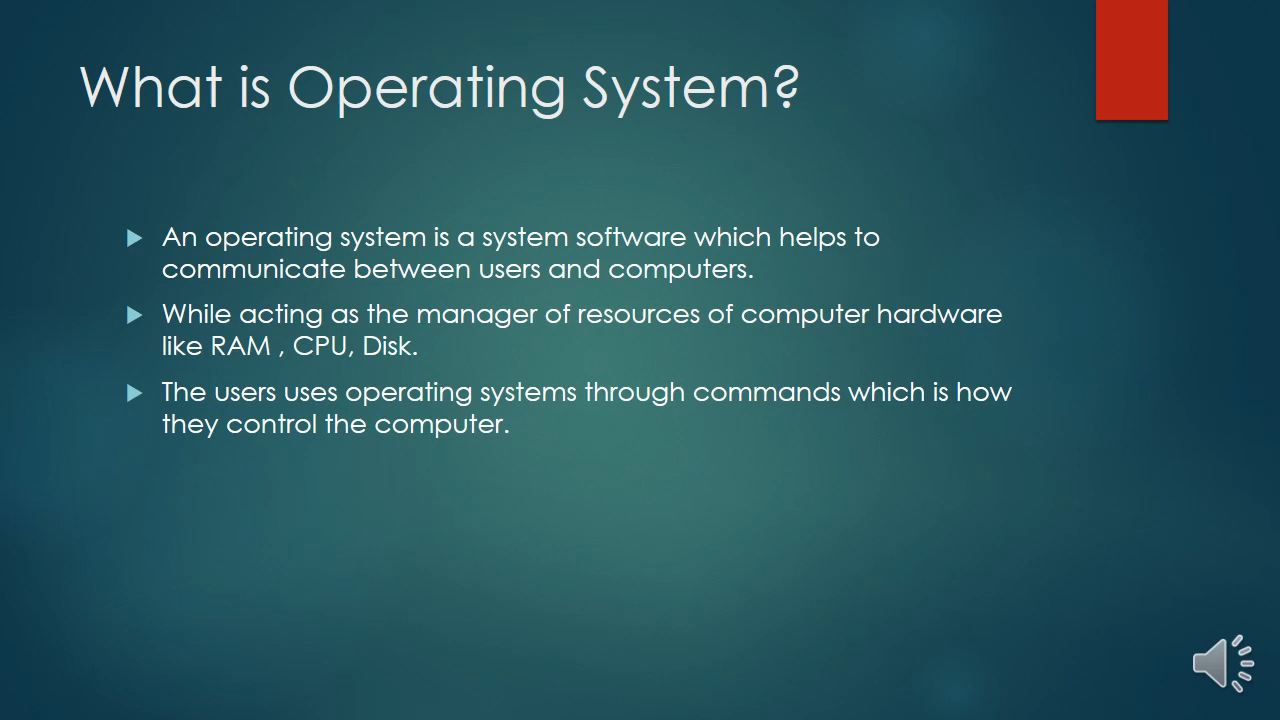 What is Operating System?
An operating system is a system software which helps to
communicate between users and computers.
While acting as the manager of resources of computer hardware
like RAM , CPU, Disk.
The users uses operating systems through commands which is how
they control the computer.